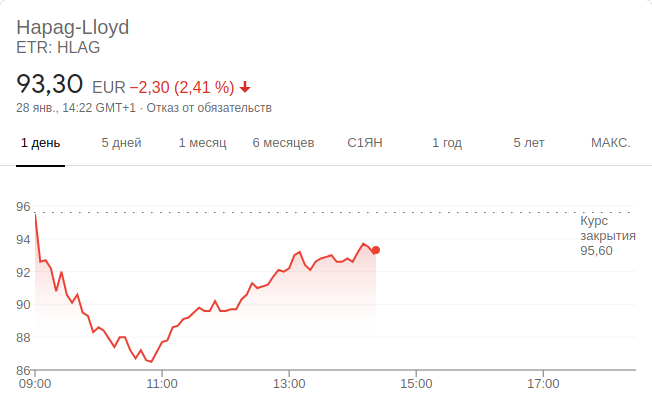 Hapag-Lloyd
ETR: HLAG
93,30 EUR −2,30 (2,41 %)
28 янв., 14:22 GMT+1 · Отказ от обязательств
1 день 5 дней 1 месяц 6 месяцев С1ЯН 1 год 5 лет МАКС.
96
94
92
90
88
86
Курс
закрытия
95,60
09:00 11:00 13:00 15:00 17:00